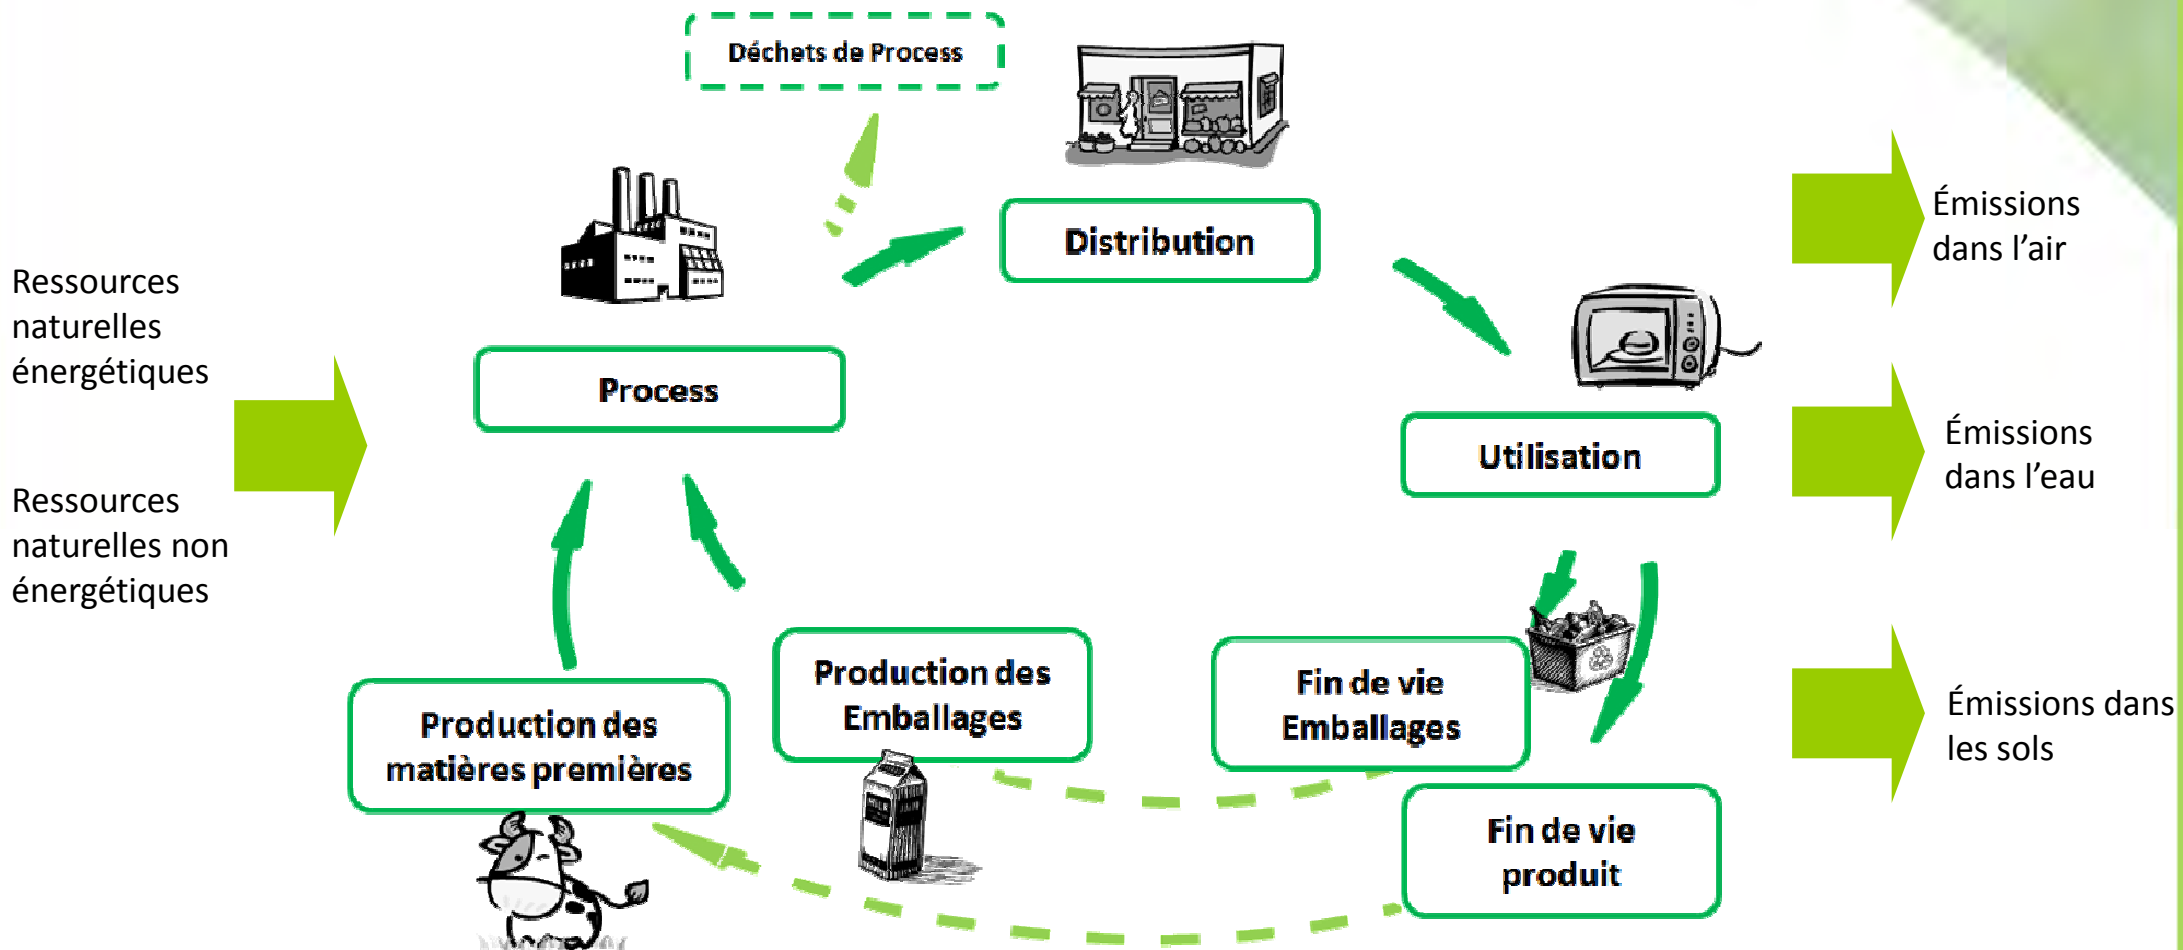 Déchets de Process
Distribution
Émissions
dans l’air
Ressources
naturelles
énergétiques
Process
Utilisation
Émissions
dans l’eau
Ressources
naturelles non
énergétiques
Production des
matières premières
Production des
Emballages
Fin de vie
Emballages
Émissions dans
les sols
Fin de vie
produit